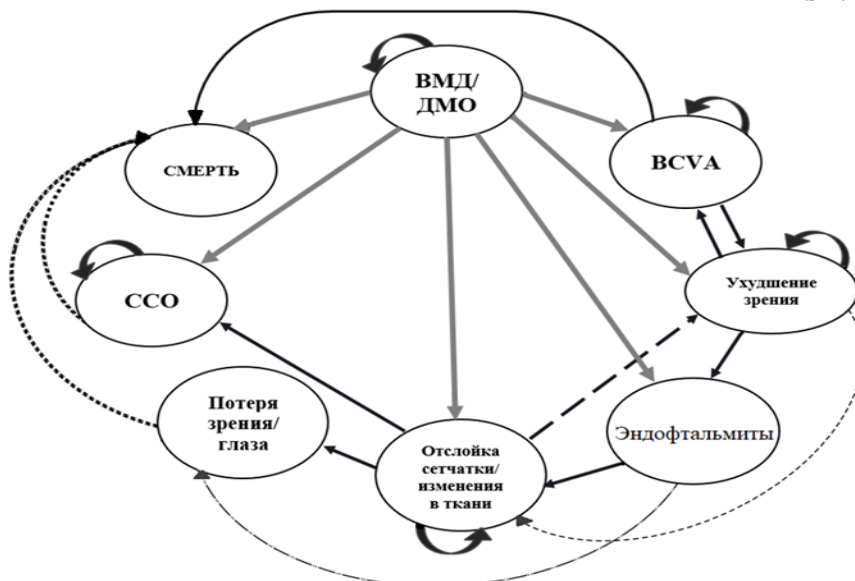 ВМД/
ДМО
СМЕРТЬ
BCVA
ССО
Ухудшение
зрения
Потеря
зрения/
глаза
Отслойка
сетчатки/
изменения
в ткани
Эндофтальмиты